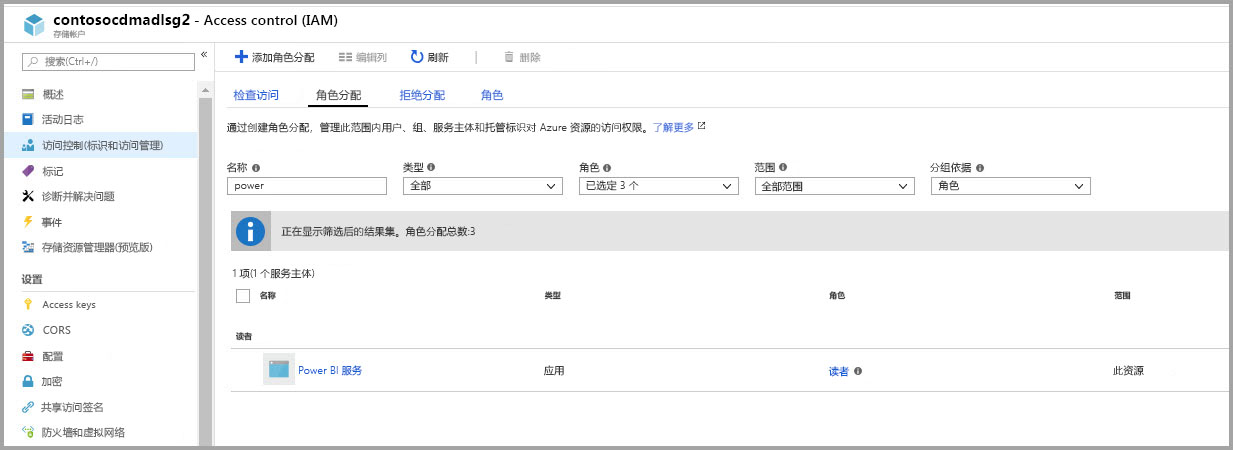 contosocdmadlsg2 - Access control (IAM)
存储帐户
搜索(Ctrl+/)
«
添加角色分配
编辑列
刷新
删除
概述
活动日志
访问控制(标识和访问管理)
标记
诊断并解决问题
事件
存储资源管理器(预览版)
设置
Access keys
CORS
配置
加密
共享访问签名
防火墙和虚拟网络
检查访问
角色分配
拒绝分配
角色
通过创建角色分配，管理此范围内用户、组、服务主体和托管标识对 Azure 资源的访问权限。了解更多
名称
类型
角色
范围
分组依据
power
全部
已选定 3 个
全部范围
角色
正在显示筛选后的结果集。角色分配总数:3
1 项(1 个服务主体)
名称
类型
角色
范围
读者
Power BI 服务
应用
读者
此资源